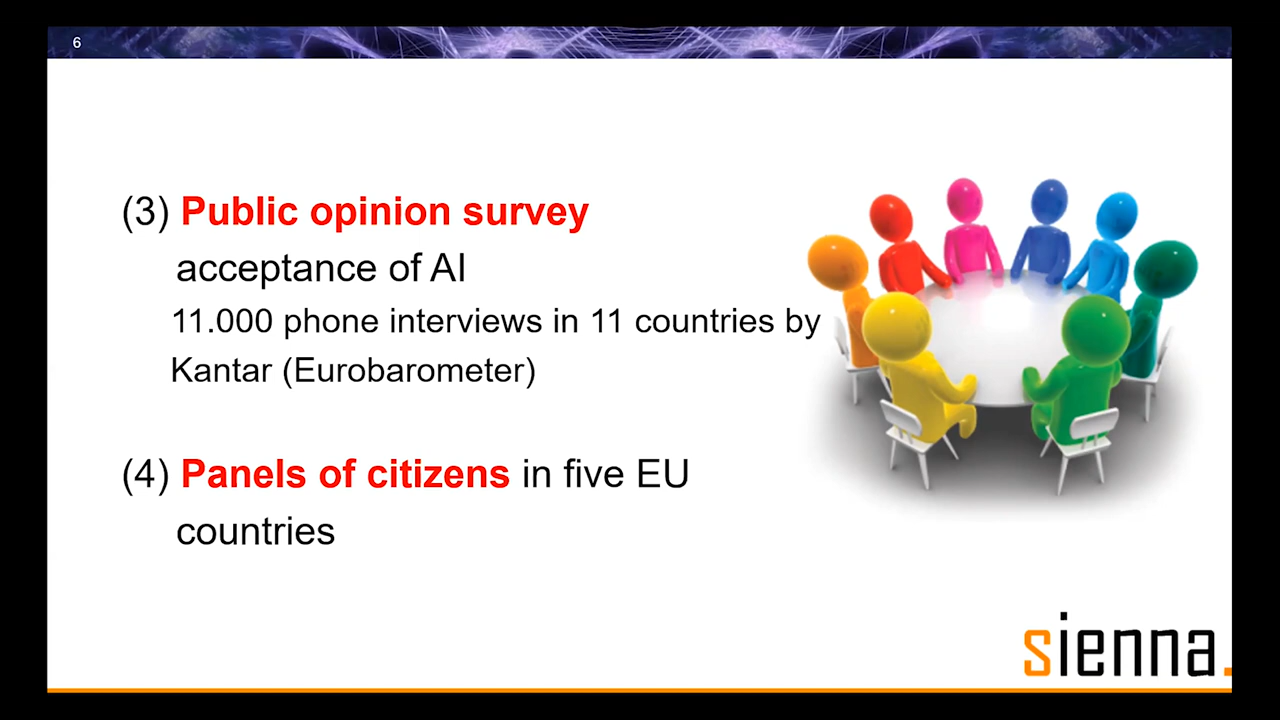 6
(3) Public opinion survey
acceptance of AI
11.000 phone interviews in 11 countries by
Kantar (Eurobarometer)
(4) Panels of citizens in five EU
countries
sienna.